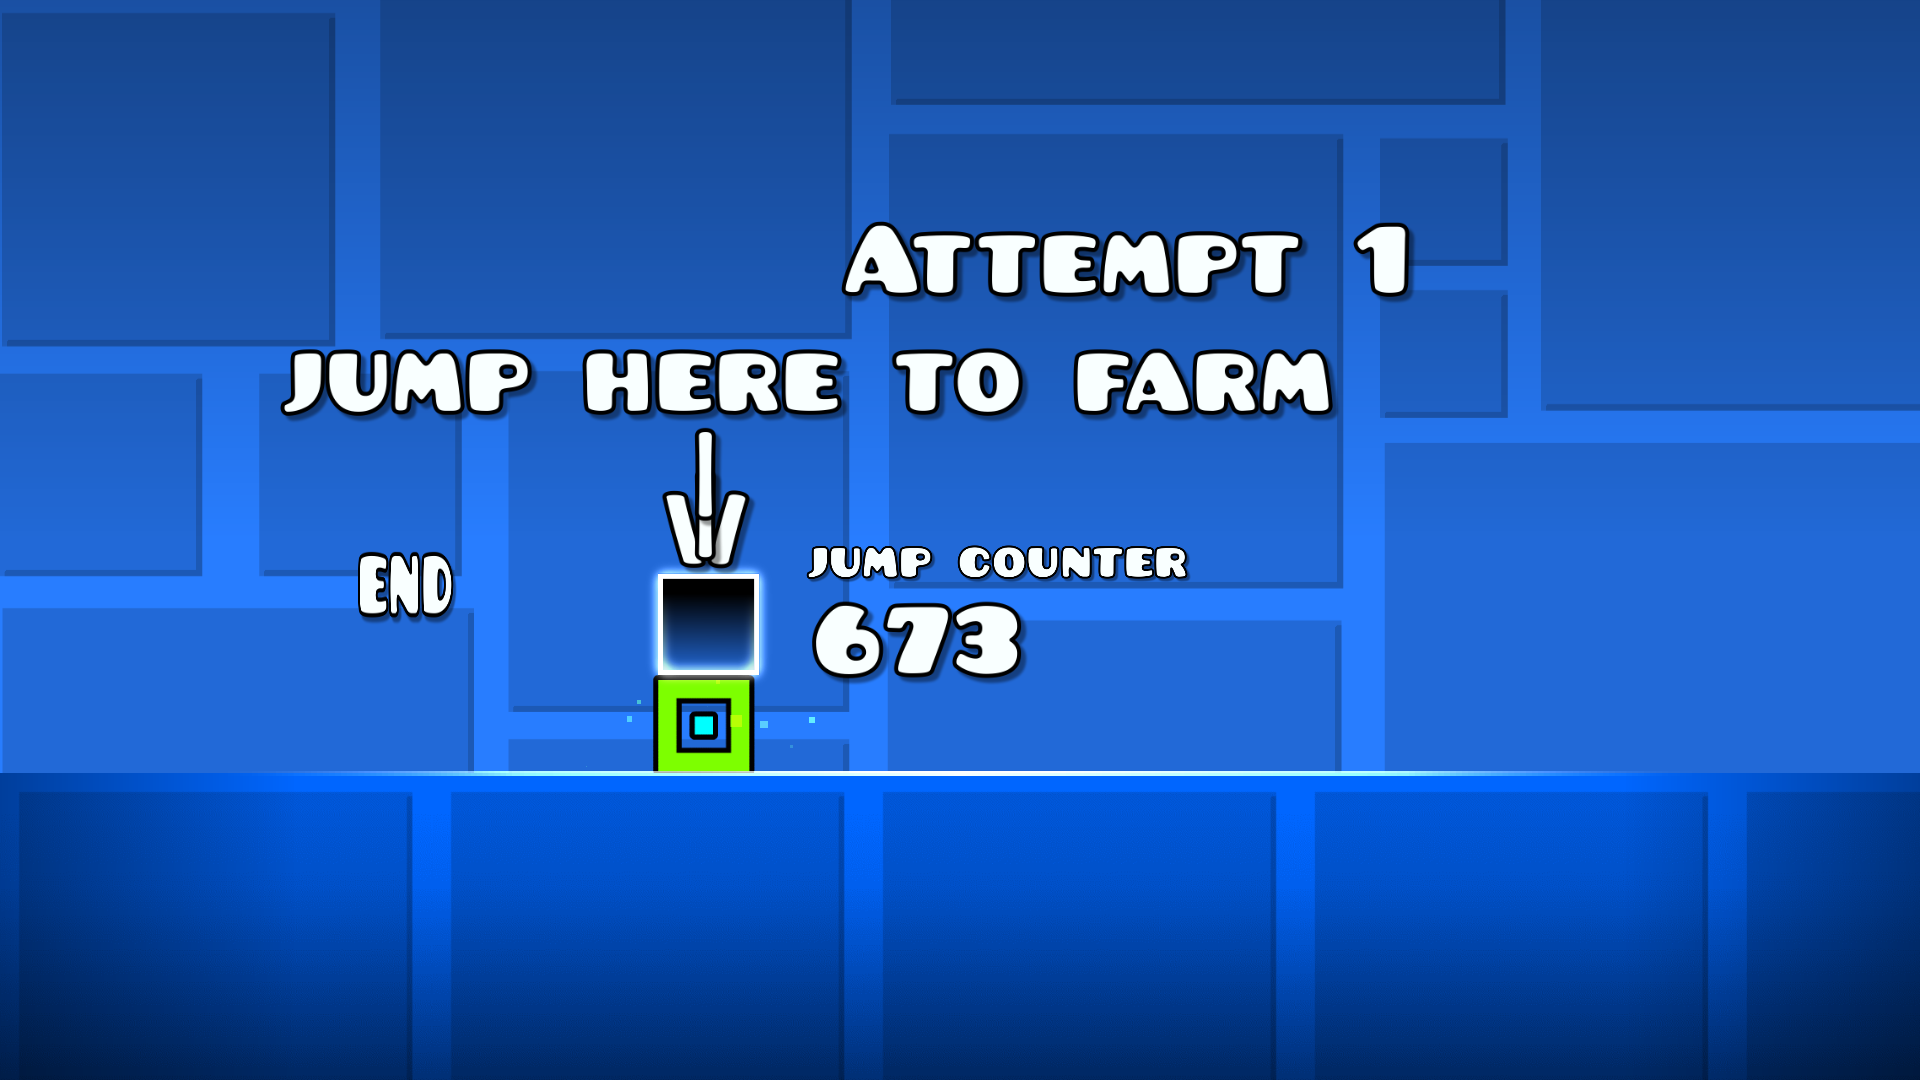 ATTEMPT 1
JUMP HERE TO FARM
END
JUMP COUNTER
673